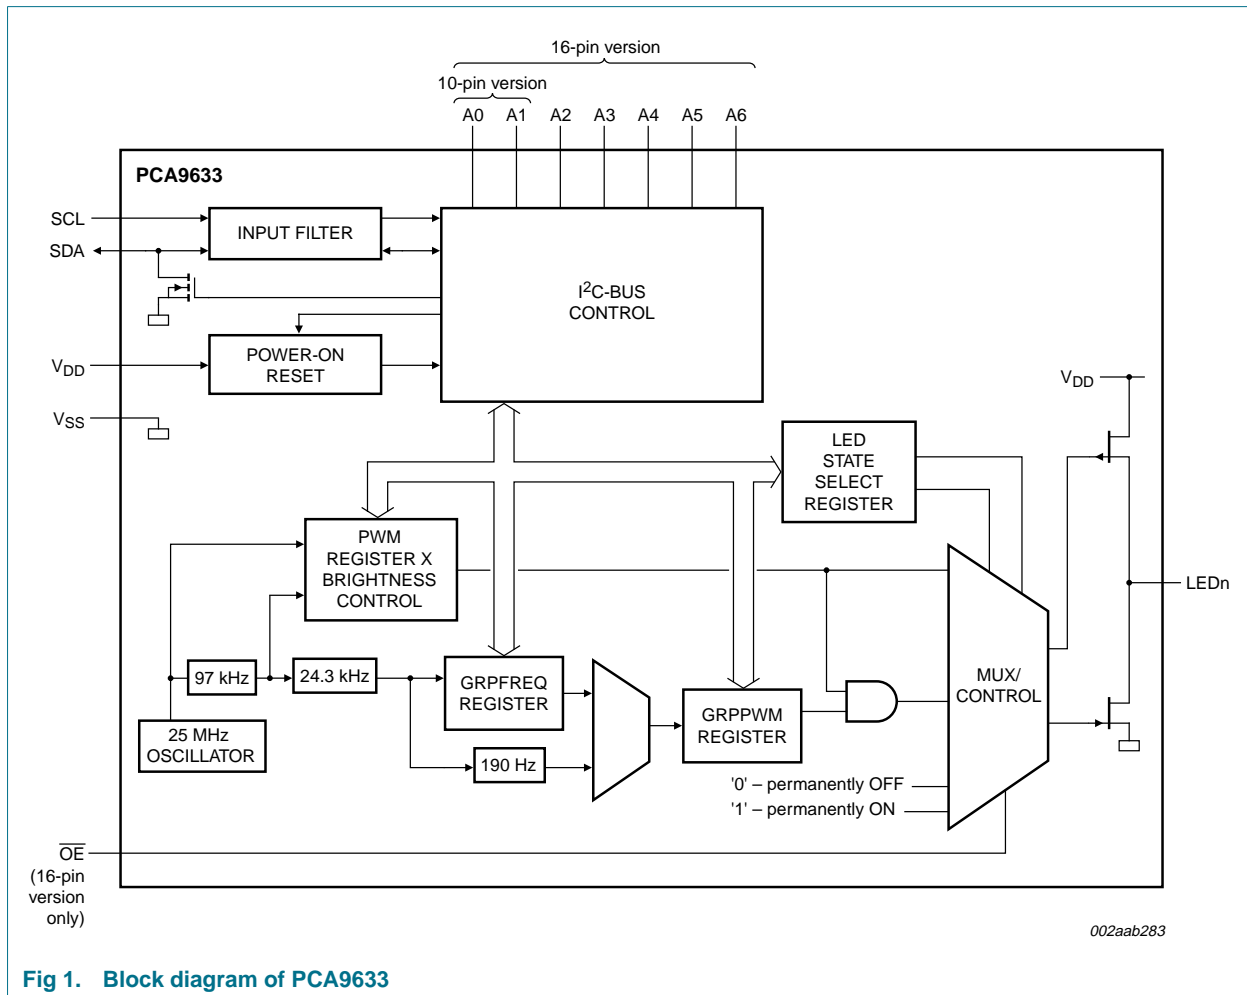 16-pin version
10-pin version
A0 A1 A2 A3 A4 A5 A6
PCA9633
SCL
SDA
INPUT FILTER
I²C-BUS
CONTROL
VDD
POWER-ON
RESET
VSS
VDD
LED
STATE
SELECT
REGISTER
PWM
REGISTER X
BRIGHTNESS
CONTROL
LEDn
97 kHz
24.3 kHz
GRPFREQ
REGISTER
MUX/
CONTROL
GRPPWM
REGISTER
25 MHz
OSCILLATOR
190 Hz
'0' – permanently OFF
'1' – permanently ON
O̅E̅
(16-pin
version
only)
002aab283
Fig 1. Block diagram of PCA9633